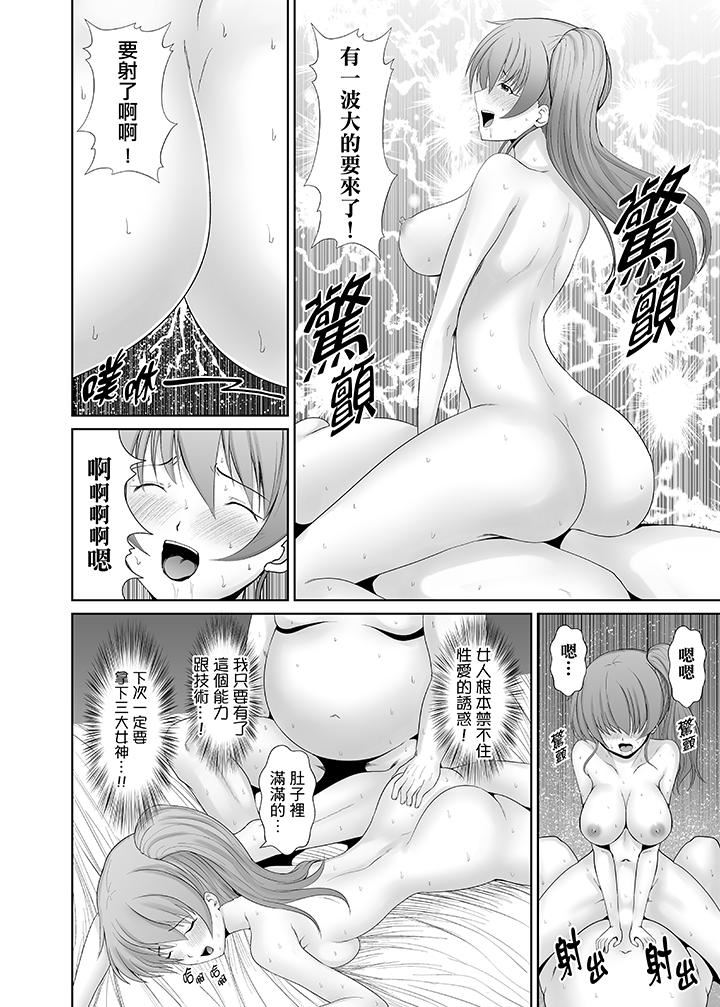 有一波大的要來了！
驚顫
驚顫
要射了啊啊！
噗咻
啊啊啊啊嗯
嗯嗯
嗯…
驚顫
驚顫
射出
射出
女人根本禁不住
性愛的誘惑！
我只要有了
這個能力
跟技術…！
肚子裡
滿滿的…
下次一定要
拿下三大女神…!!
哈啊
哈啊